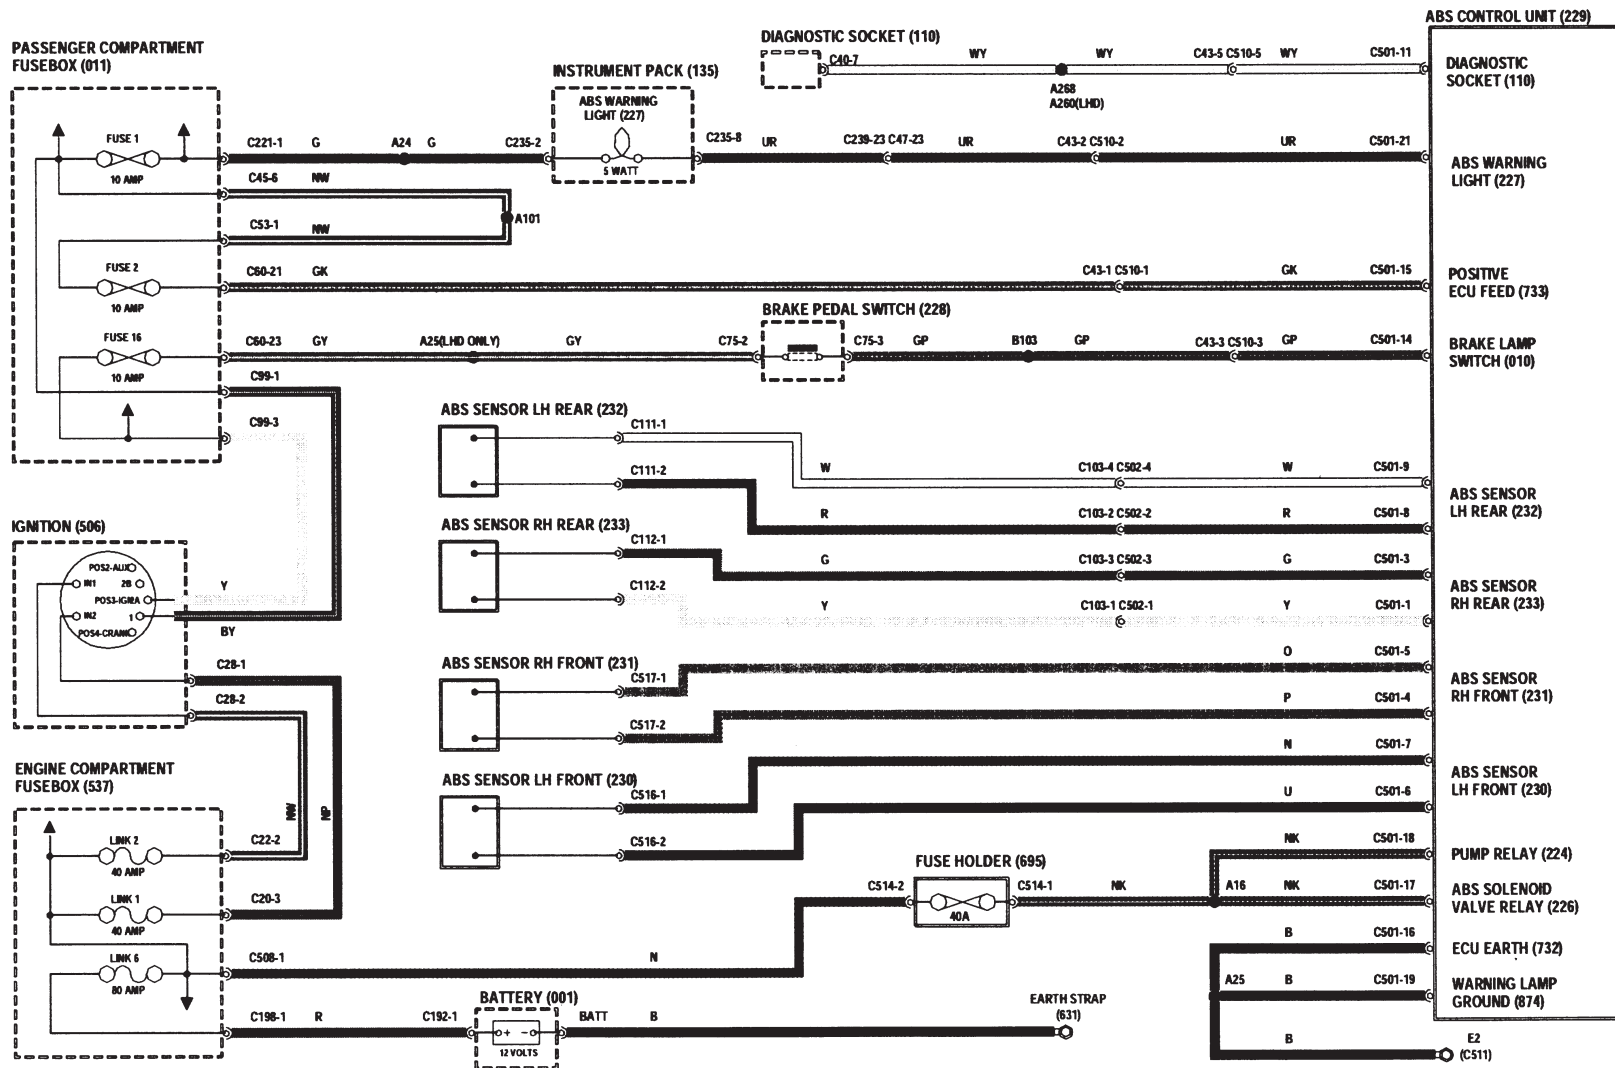 ABS CONTROL UNIT (229)
PASSENGER COMPARTMENT
FUSEBOX (011)
FUSE 1
10 AMP
FUSE 2
10 AMP
FUSE 16
10 AMP
C221-1 G A24 G C235-2
INSTRUMENT PACK (135)
ABS WARNING
LIGHT (227)
5 WATT
C235-8 UR C239-23 C47-23 UR C43-2 C510-2 UR C501-21
ABS WARNING
LIGHT (227)
DIAGNOSTIC SOCKET (110)
C40-7 WY WY C43-5 C510-5 WY C501-11
A268
A260(LHD)
DIAGNOSTIC
SOCKET (110)
C45-6 NW
A101
C53-1 NW
C60-21 GK C43-1 C510-1 GK C501-15
POSITIVE
ECU FEED (733)
C60-23 GY A25(LHD ONLY) GY C75-2
BRAKE PEDAL SWITCH (228)
C75-3 GP B103 GP C43-3 C510-3 GP C501-14
BRAKE LAMP
SWITCH (010)
C99-1
C99-3
ABS SENSOR LH REAR (232)
C111-1
C111-2
W C103-4 C502-4 W C501-9
R C103-2 C502-2 R C501-8
ABS SENSOR
LH REAR (232)
ABS SENSOR RH REAR (233)
C112-1
C112-2
G C103-3 C502-3 G C501-3
Y C103-1 C502-1 Y C501-1
ABS SENSOR
RH REAR (233)
IGNITION (506)
POS2-AUX
IN1
2B
POS3-IGN2A
IN2
1
POS4-CRANK
Y
BY
C28-1
C28-2
ABS SENSOR RH FRONT (231)
C517-1
C517-2
O C501-5
P C501-4
ABS SENSOR
RH FRONT (231)
ABS SENSOR LH FRONT (230)
C516-1
C516-2
N C501-7
U C501-6
ABS SENSOR
LH FRONT (230)
ENGINE COMPARTMENT
FUSEBOX (537)
NW
NP
LINK 2
40 AMP
C22-2
LINK 1
40 AMP
C20-3
LINK 6
80 AMP
C508-1 N
C514-2
FUSE HOLDER (695)
40A
C514-1 NK A16 NK C501-17
NK C501-18
PUMP RELAY (224)
ABS SOLENOID
VALVE RELAY (226)
B C501-16
ECU EARTH (732)
A25 B C501-19
WARNING LAMP
GROUND (874)
C198-1 R C192-1
BATTERY (001)
+ −
12 VOLTS
BATT B
EARTH STRAP
(631)
B
E2
(C511)